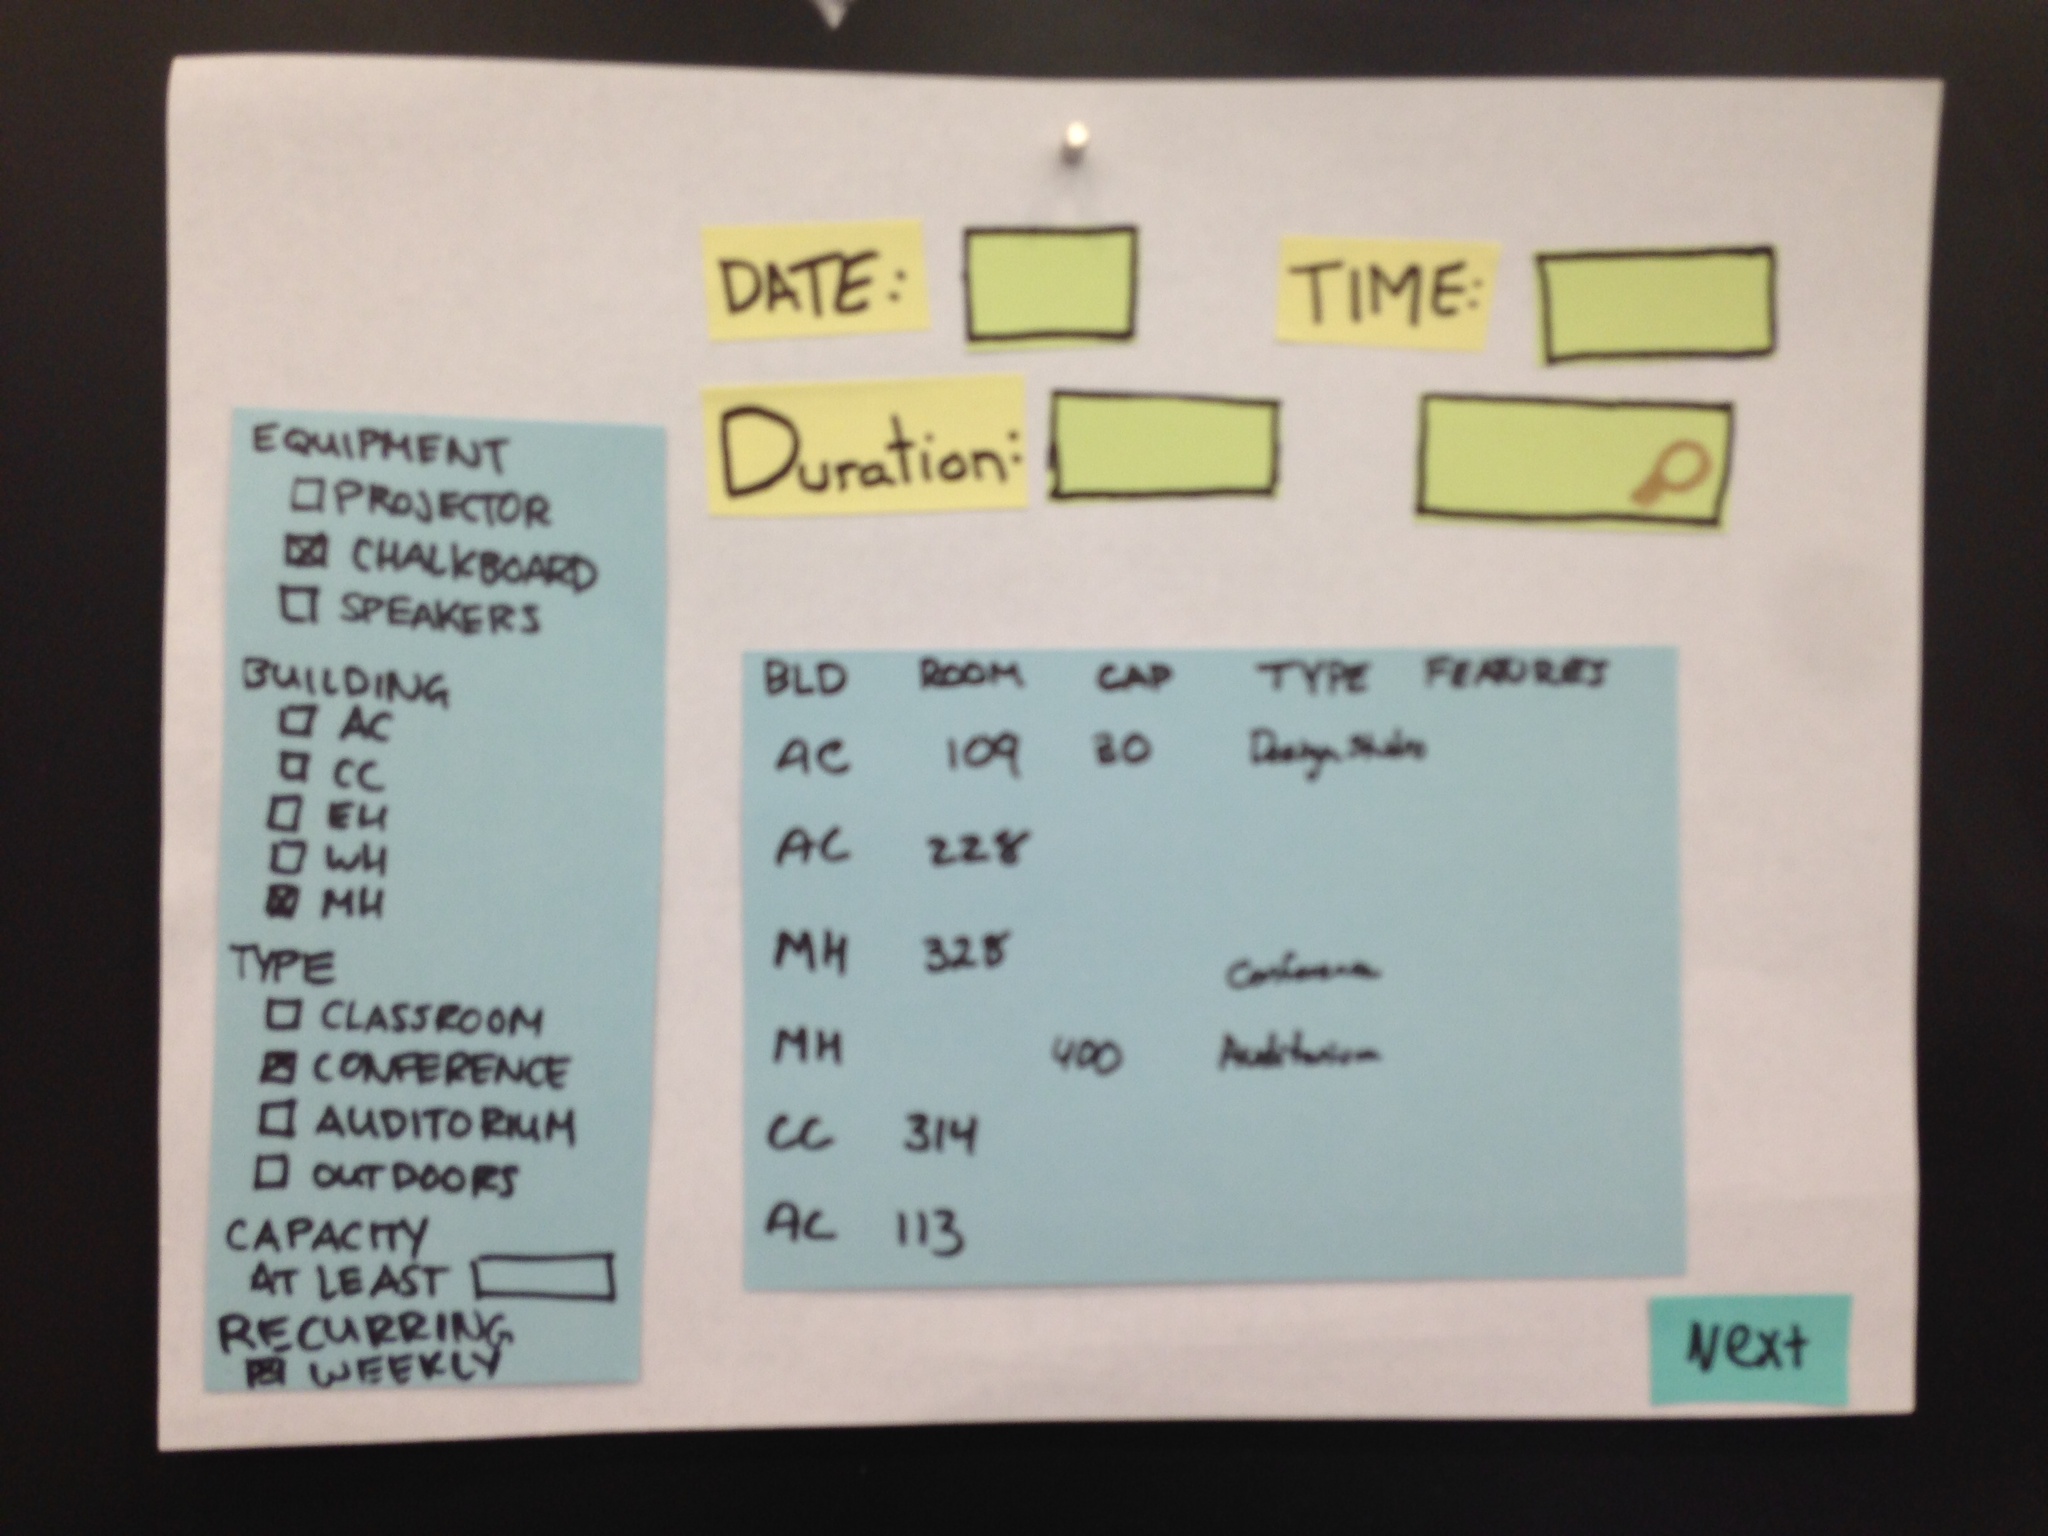 DATE:
TIME:
Duration:
EQUIPMENT
PROJECTOR
CHALKBOARD
SPEAKERS
BUILDING
AC
CC
EH
WH
MH
TYPE
CLASSROOM
CONFERENCE
AUDITORIUM
OUTDOORS
CAPACITY
AT LEAST
RECURRING
WEEKLY
BLD ROOM CAP TYPE FEATURES
AC 109 30 Design Studio
AC 228
MH 328 Conference
MH 400 Auditorium
CC 314
AC 113
Next